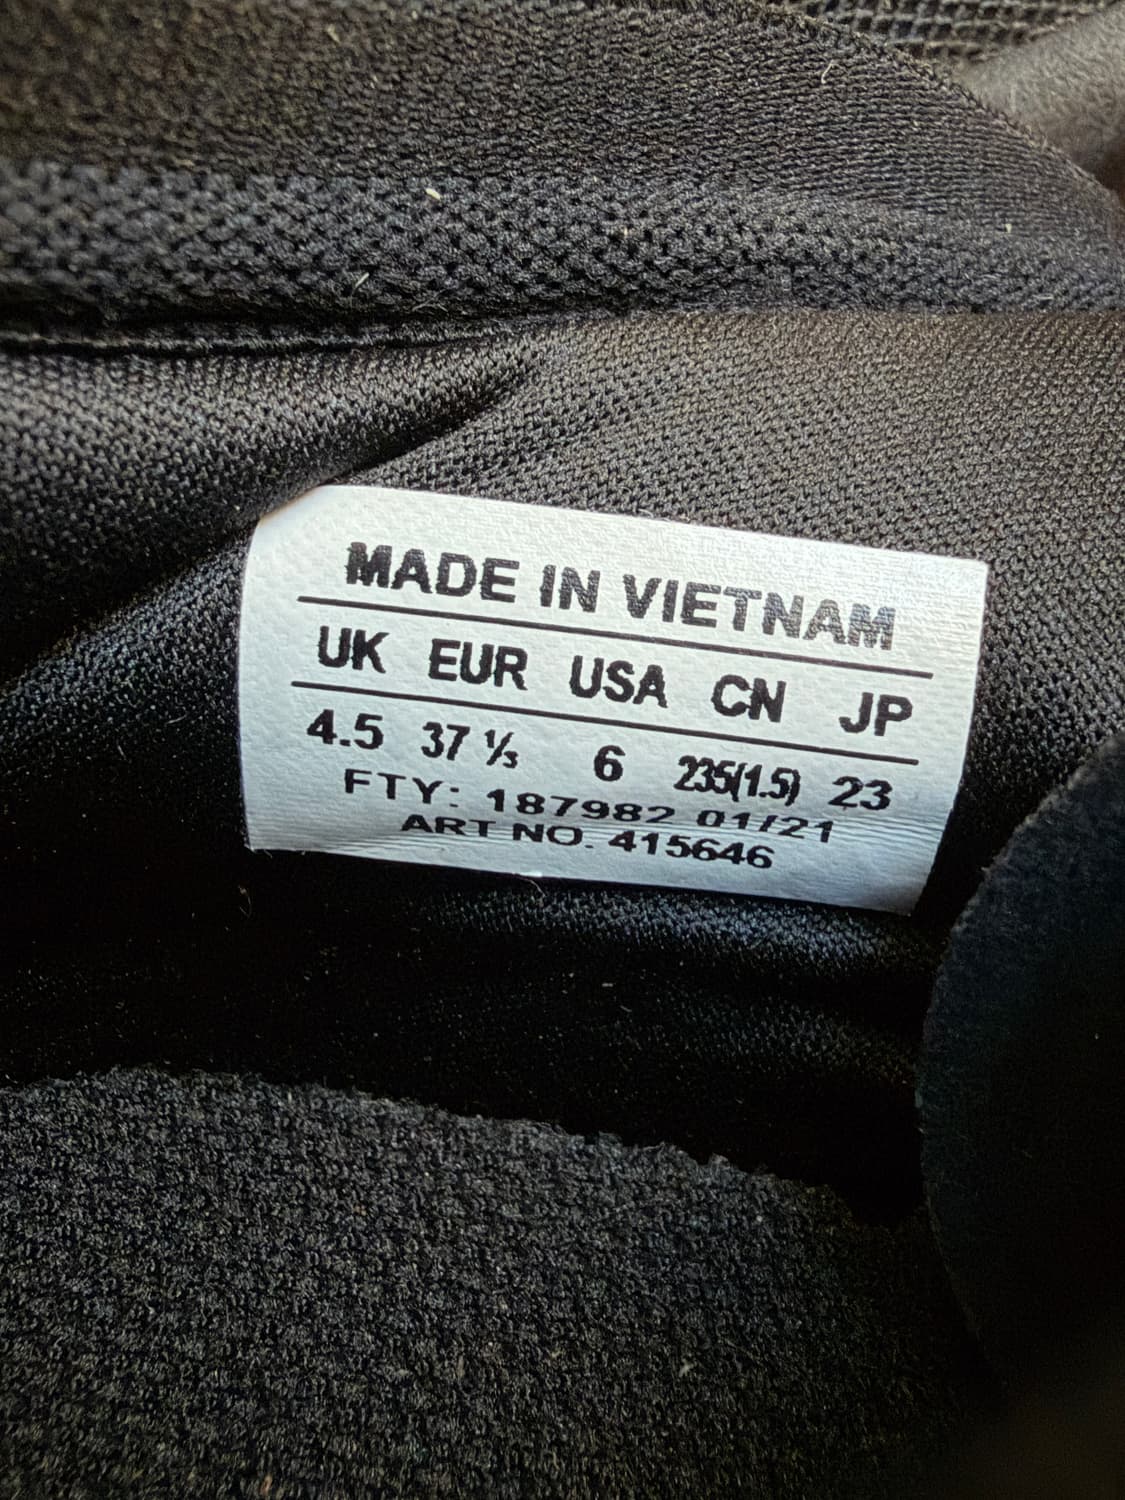 MADE IN VIETNAM
UK EUR USA CN JP
4.5 37 ⅓ 6 235(1.5) 23
FTY: 187982 01/21
ART NO. 415646